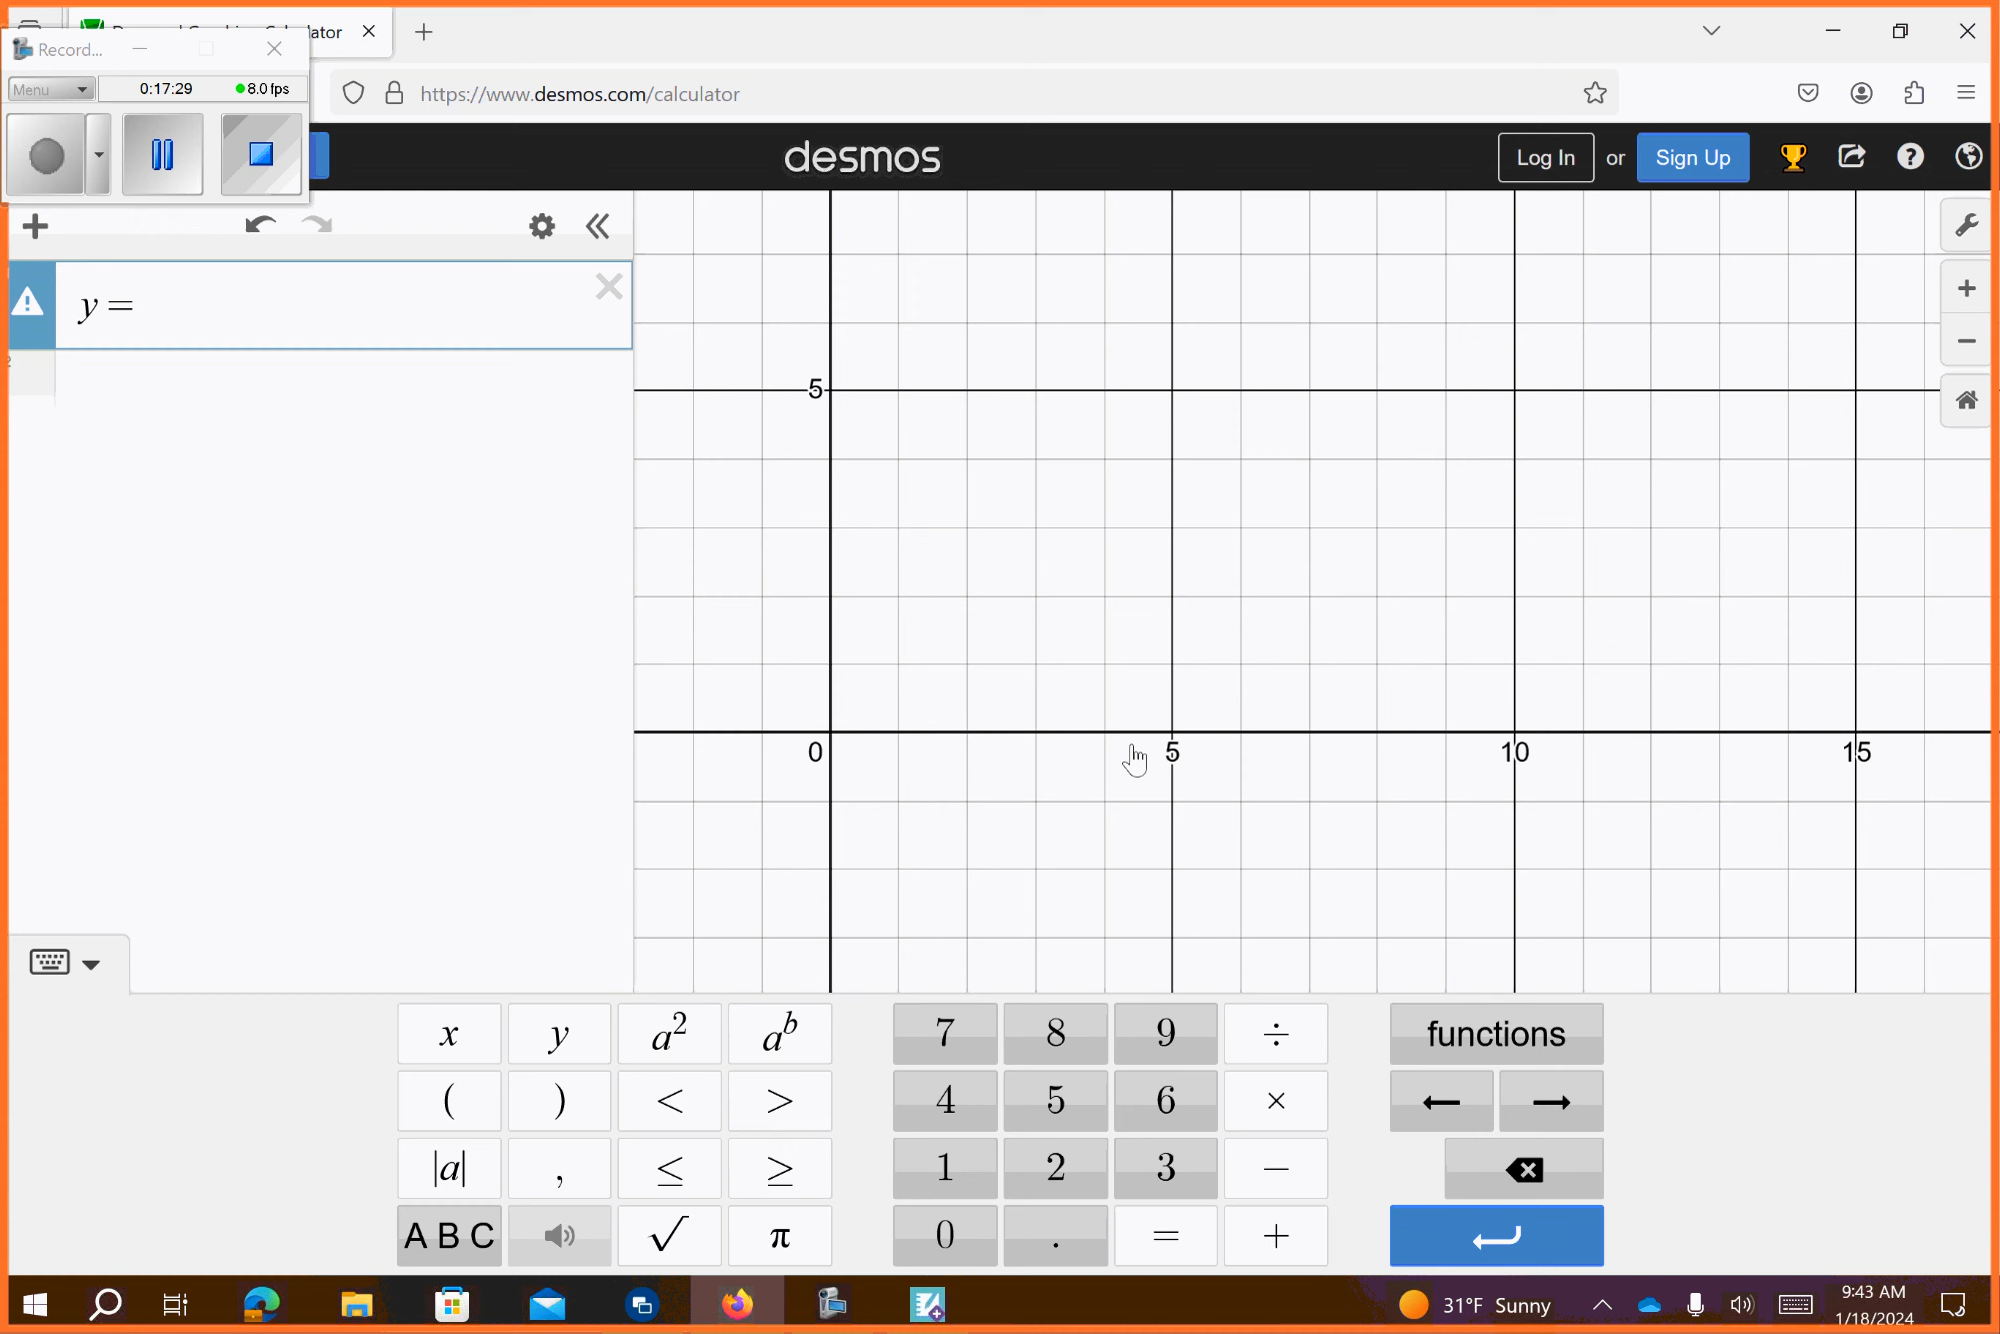 ator
Record...
Menu
0:17:29
8.0 fps
https://www.desmos.com/calculator
desmos
Log In or Sign Up
y =
2
5
0 5 10 15
x y a² aᵇ 7 8 9 ÷ functions
( ) < > 4 5 6 × ← →
|a| , ≤ ≥ 1 2 3 −
A B C √ π 0 . = +
31°F Sunny
9:43 AM
1/18/2024